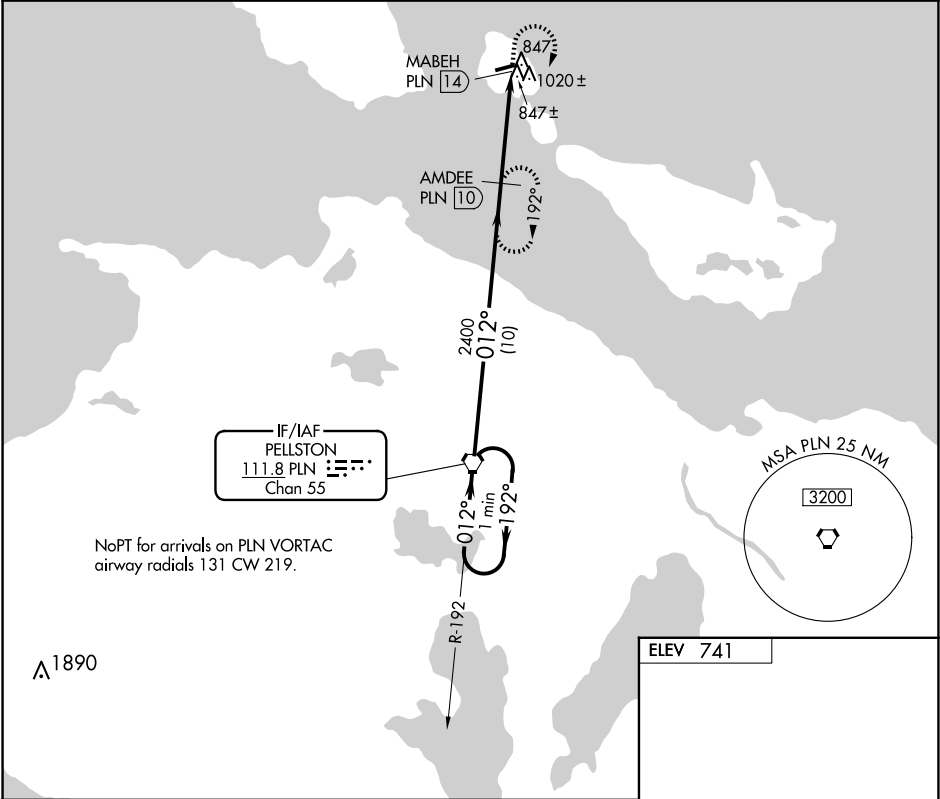 847
MABEH
PLN 14
1020±
847±
AMDEE
PLN 10
192°
2400
012°
(10)
IF/IAF
PELLSTON
111.8 PLN
Chan 55
MSA PLN 25 NM
3200
012°
1 min
192°
NoPT for arrivals on PLN VORTAC
airway radials 131 CW 219.
R-192
1890
ELEV 741